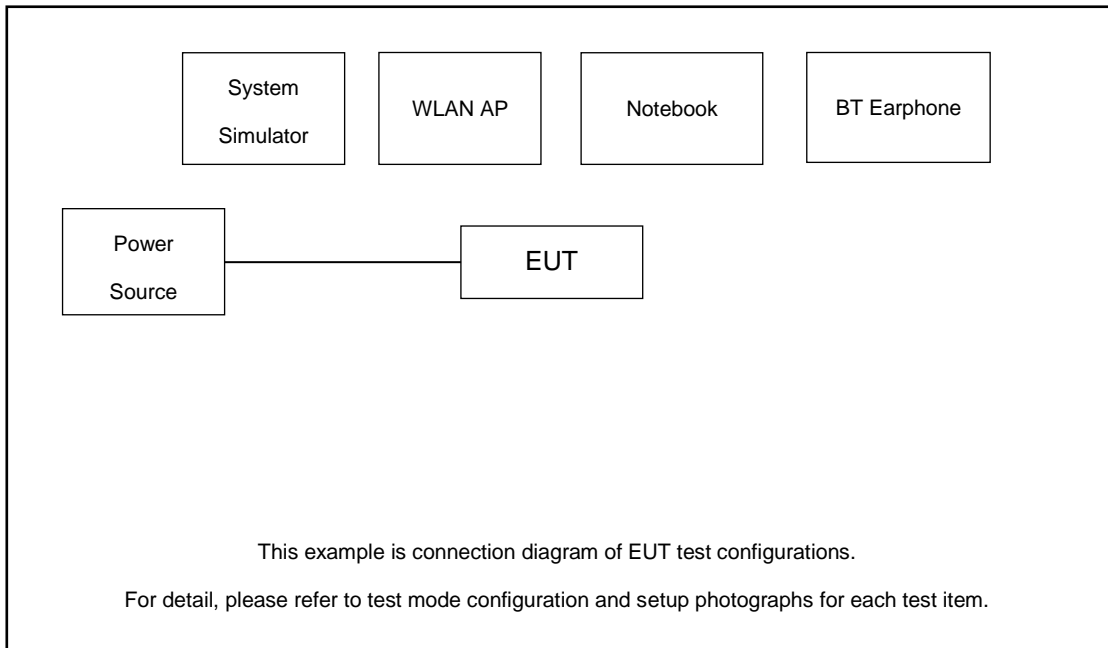 System
Simulator
WLAN AP
Notebook
BT Earphone
Power
Source
EUT
This example is connection diagram of EUT test configurations.
For detail, please refer to test mode configuration and setup photographs for each test item.